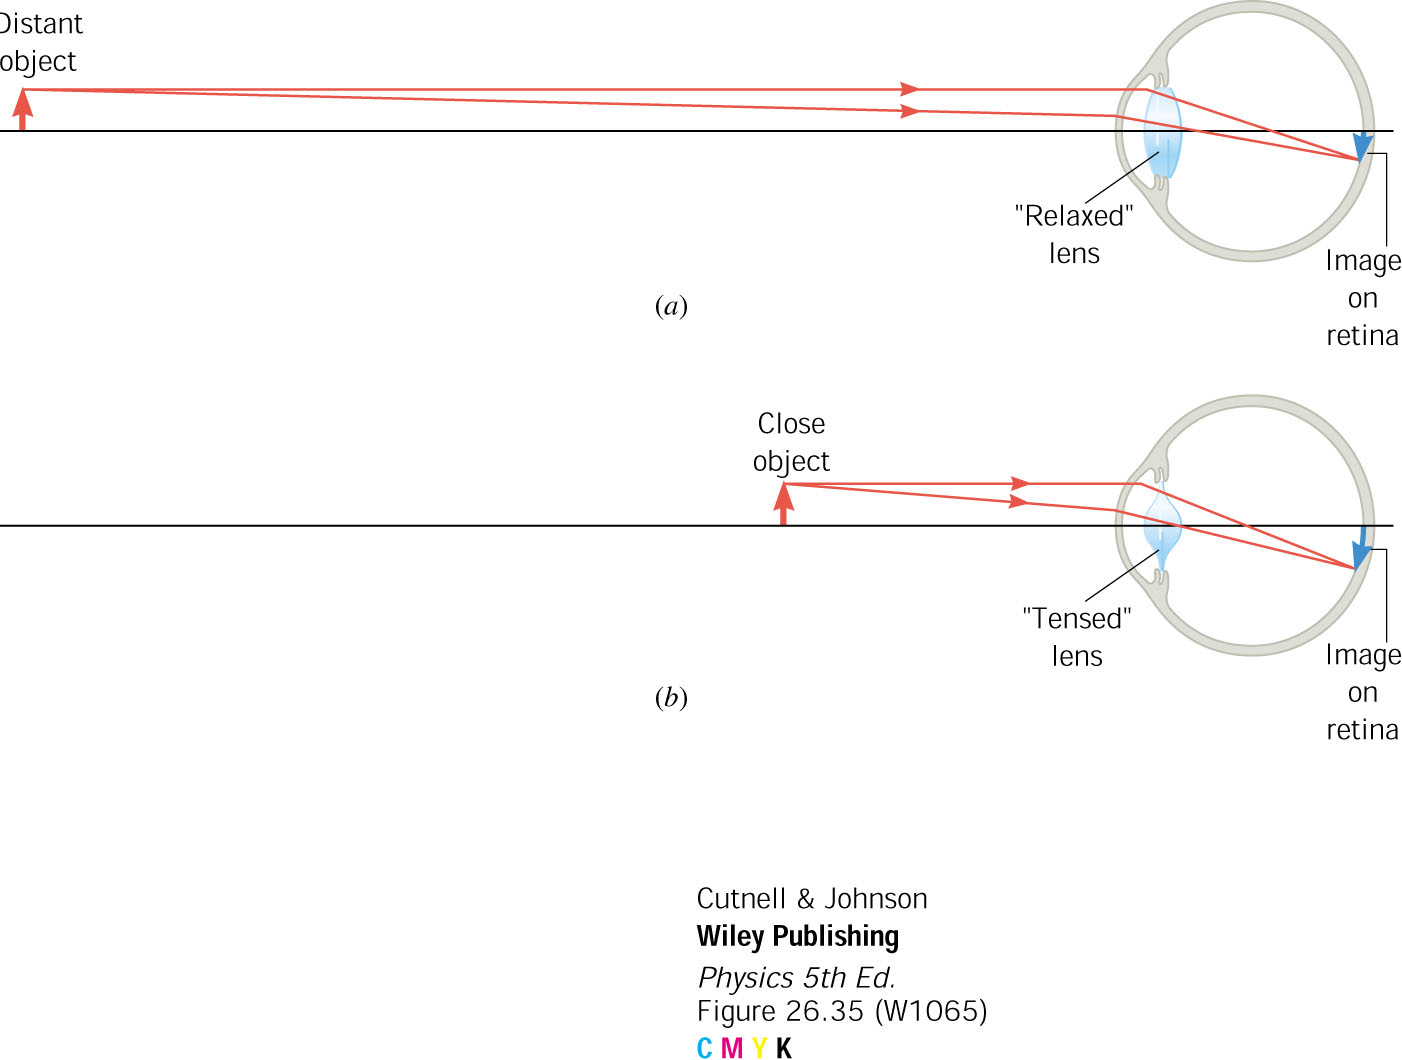 Distant
object
"Relaxed"
lens
Image
on
retina
(a)
Close
object
"Tensed"
lens
Image
on
retina
(b)
Cutnell & Johnson
Wiley Publishing
Physics 5th Ed.
Figure 26.35 (W1065)
C M Y K